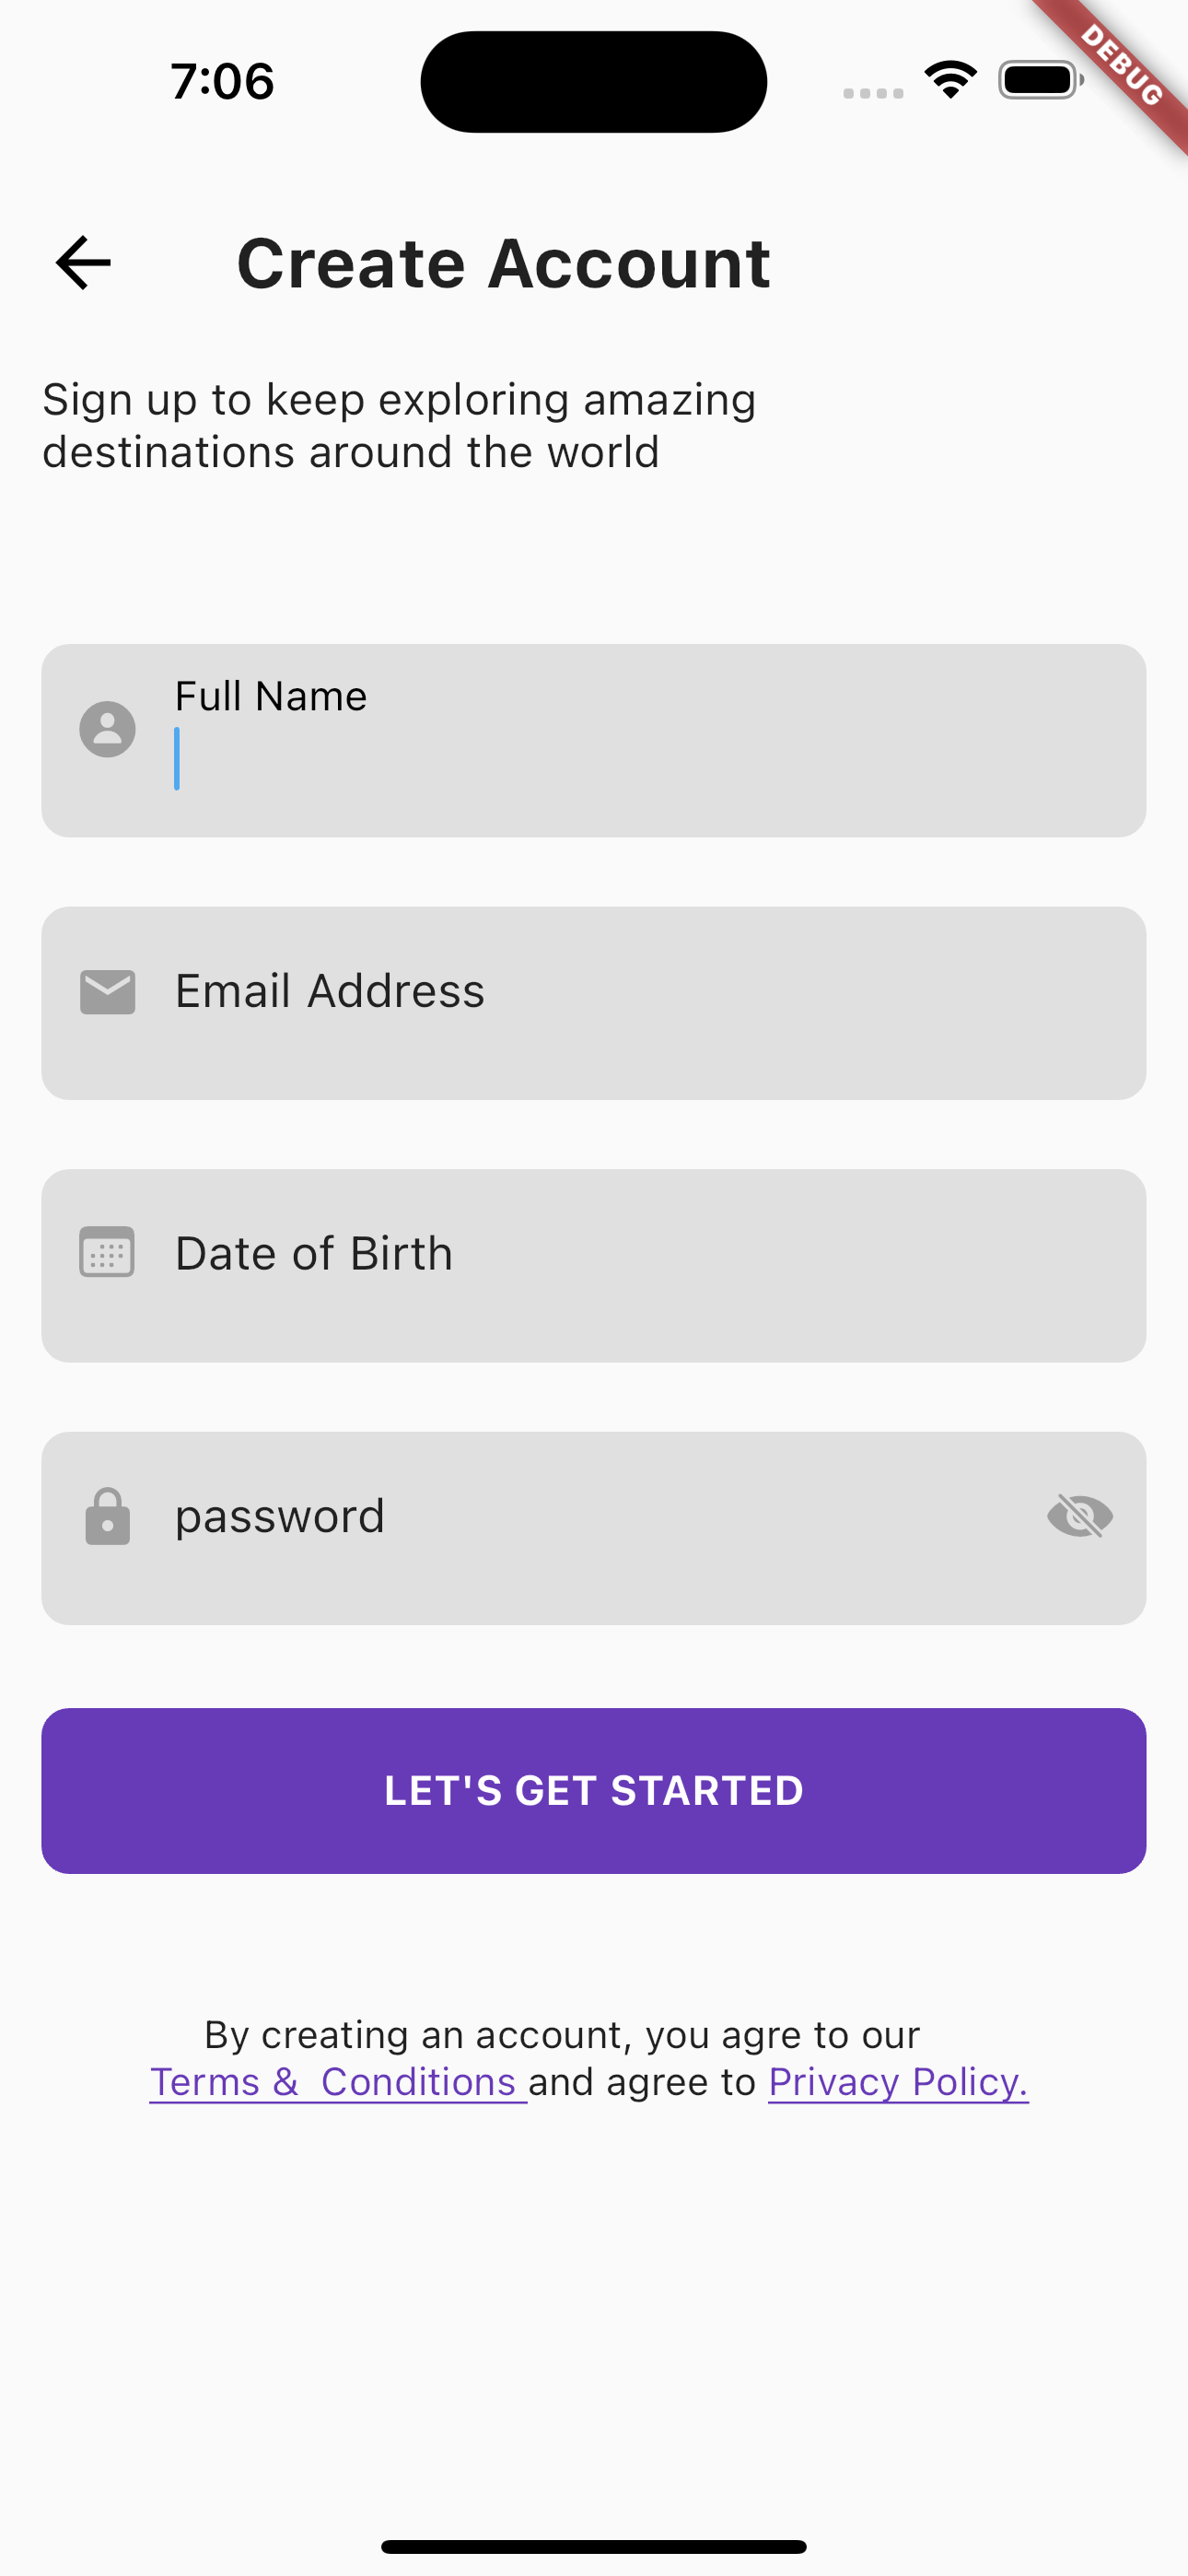 7:06
DEBUG
Create Account
Sign up to keep exploring amazing
destinations around the world
Full Name
Email Address
Date of Birth
password
LET'S GET STARTED
By creating an account, you agre to our
Terms &  Conditions and agree to Privacy Policy.